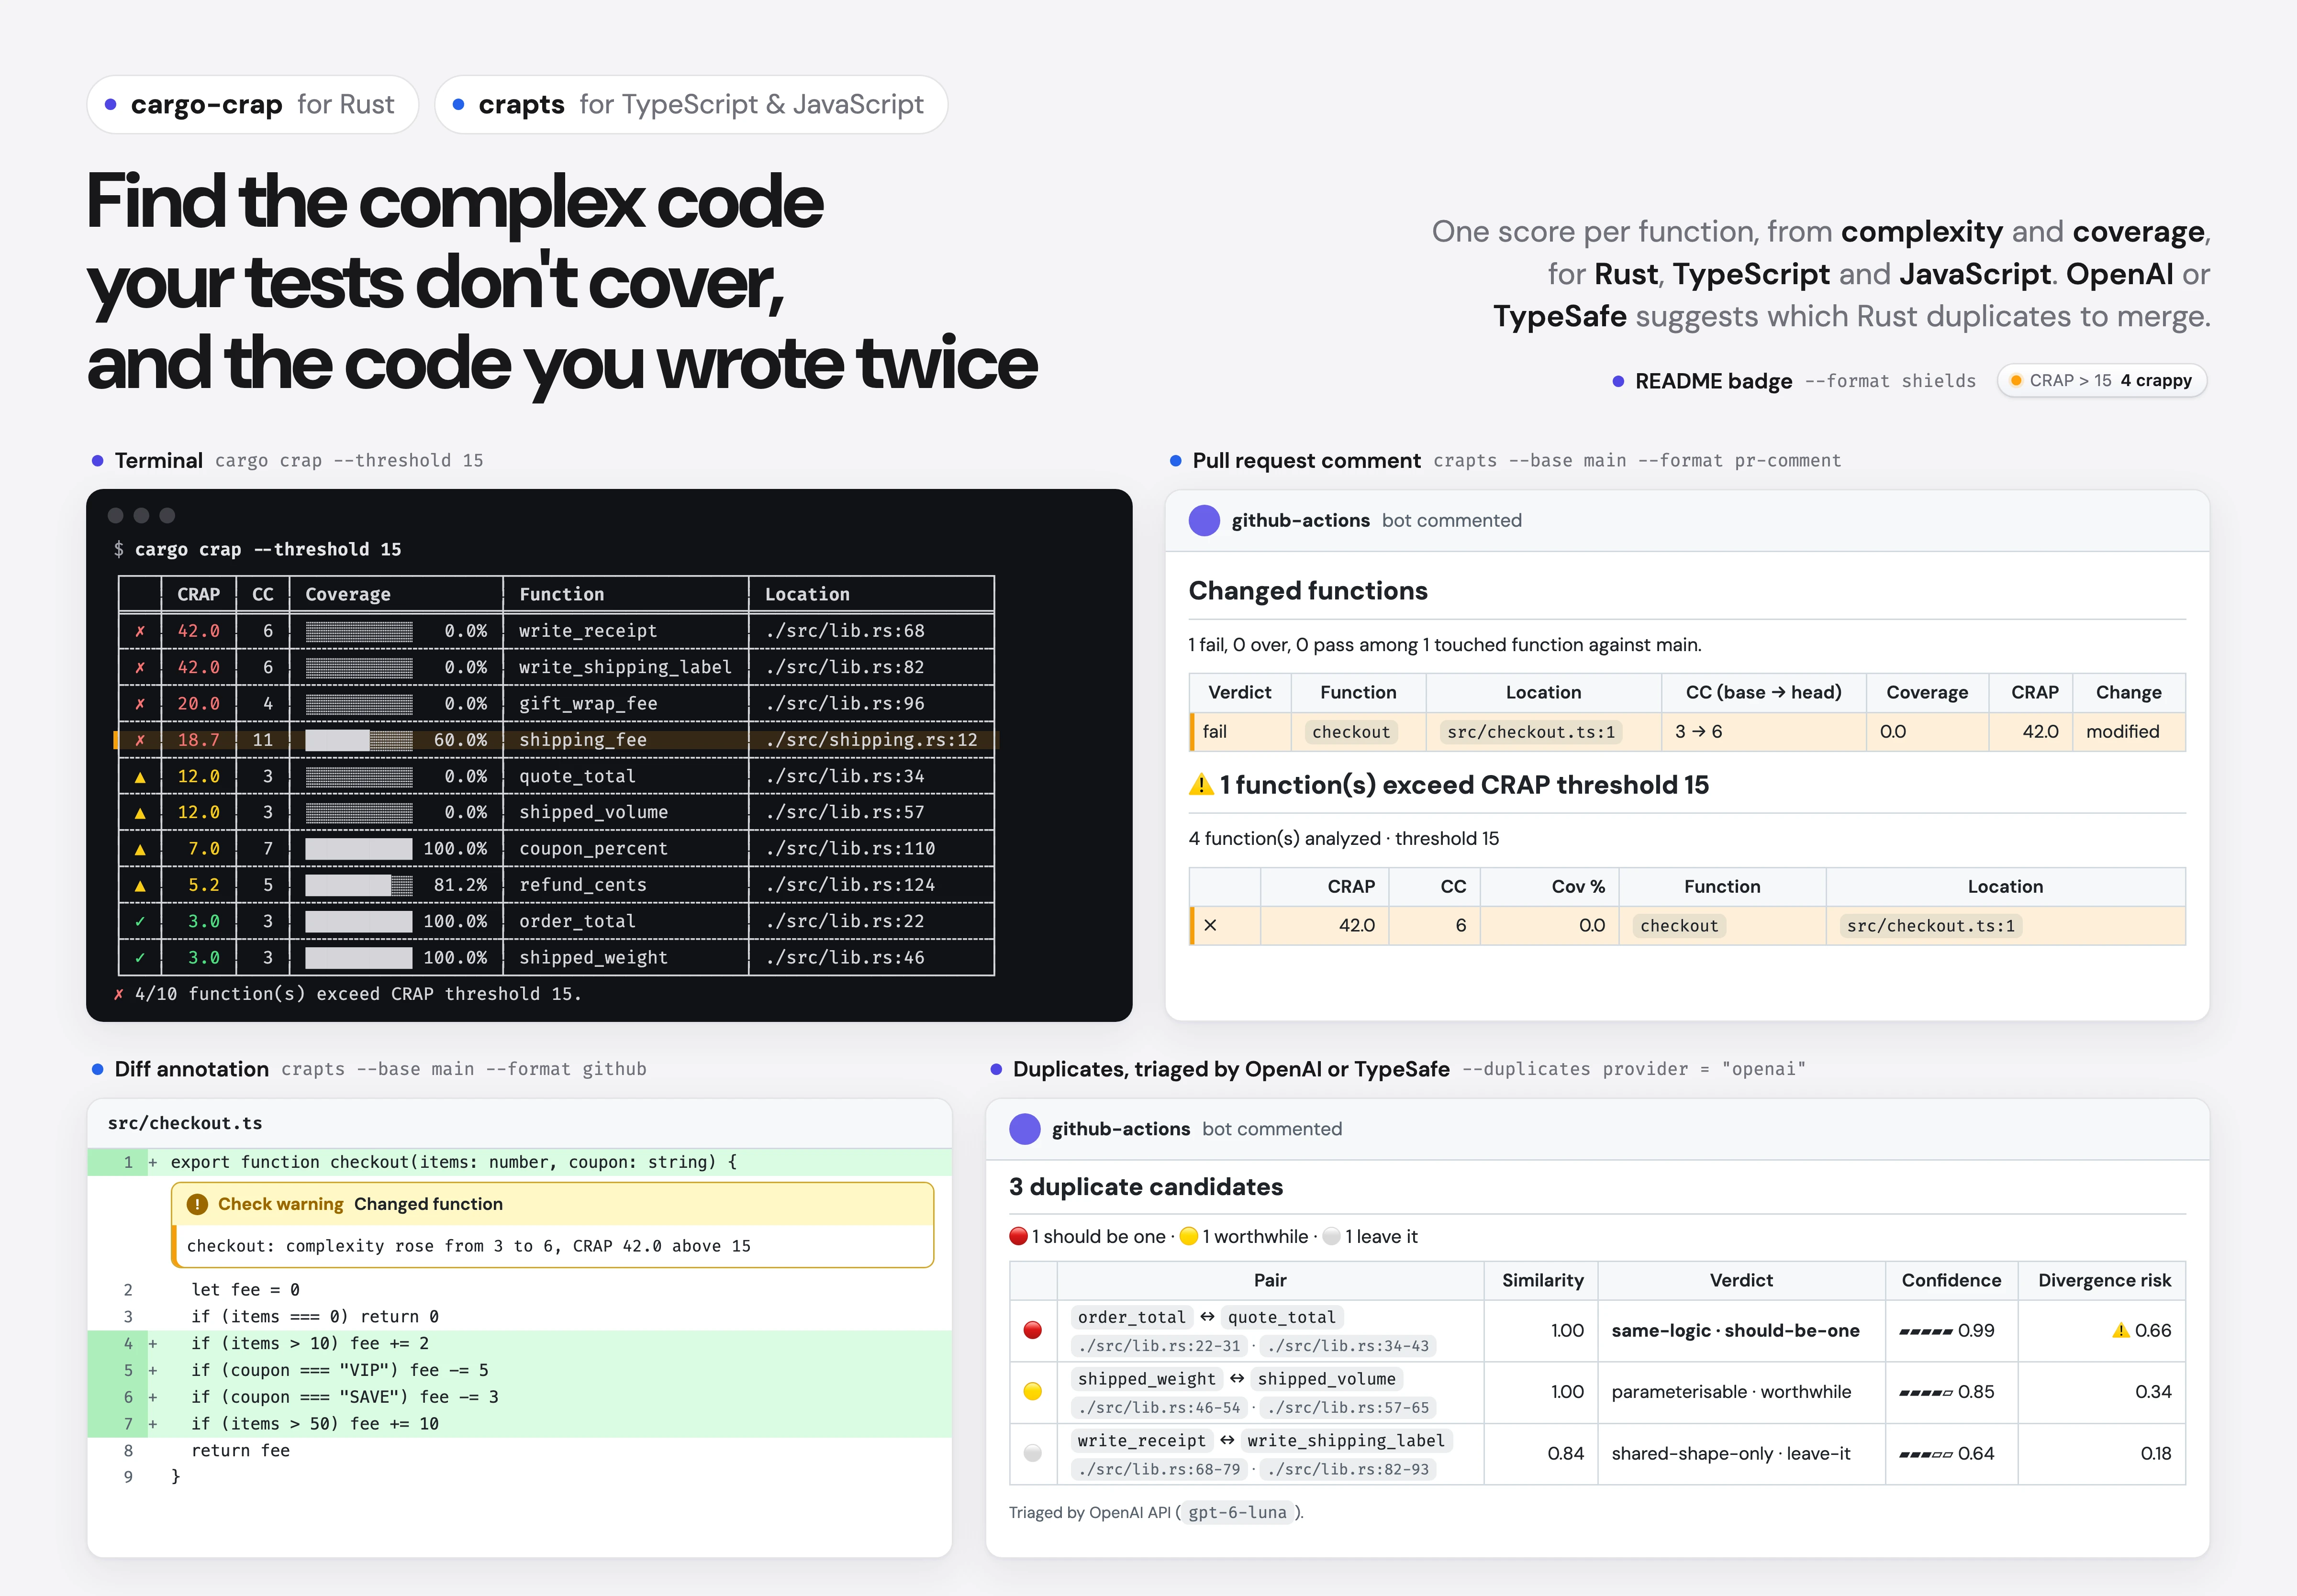 cargo-crap for Rust
crapts for TypeScript & JavaScript
Find the complex code
your tests don't cover,
and the code you wrote twice
One score per function, from complexity and coverage,
for Rust, TypeScript and JavaScript. OpenAI or
TypeSafe suggests which Rust duplicates to merge.
README badge --format shields CRAP > 15 4 crappy
Terminal cargo crap --threshold 15
$ cargo crap --threshold 15
CRAP CC Coverage Function Location
✗ 42.0 6 0.0% write_receipt ./src/lib.rs:68
✗ 42.0 6 0.0% write_shipping_label ./src/lib.rs:82
✗ 20.0 4 0.0% gift_wrap_fee ./src/lib.rs:96
✗ 18.7 11 60.0% shipping_fee ./src/shipping.rs:12
▲ 12.0 3 0.0% quote_total ./src/lib.rs:34
▲ 12.0 3 0.0% shipped_volume ./src/lib.rs:57
▲ 7.0 7 100.0% coupon_percent ./src/lib.rs:110
▲ 5.2 5 81.2% refund_cents ./src/lib.rs:124
✓ 3.0 3 100.0% order_total ./src/lib.rs:22
✓ 3.0 3 100.0% shipped_weight ./src/lib.rs:46
✗ 4/10 function(s) exceed CRAP threshold 15.
Pull request comment crapts --base main --format pr-comment
github-actions bot commented
Changed functions
1 fail, 0 over, 0 pass among 1 touched function against main.
Verdict Function Location CC (base → head) Coverage CRAP Change
fail checkout src/checkout.ts:1 3 → 6 0.0 42.0 modified
⚠ 1 function(s) exceed CRAP threshold 15
4 function(s) analyzed · threshold 15
CRAP CC Cov % Function Location
✕ 42.0 6 0.0 checkout src/checkout.ts:1
Diff annotation crapts --base main --format github
src/checkout.ts
1 + export function checkout(items: number, coupon: string) {
! Check warning Changed function
checkout: complexity rose from 3 to 6, CRAP 42.0 above 15
2 let fee = 0
3 if (items === 0) return 0
4 + if (items > 10) fee += 2
5 + if (coupon === "VIP") fee -= 5
6 + if (coupon === "SAVE") fee -= 3
7 + if (items > 50) fee += 10
8 return fee
9 }
Duplicates, triaged by OpenAI or TypeSafe --duplicates provider = "openai"
github-actions bot commented
3 duplicate candidates
1 should be one · 1 worthwhile · 1 leave it
Pair Similarity Verdict Confidence Divergence risk
order_total ↔ quote_total 1.00 same-logic · should-be-one ▰▰▰▰▰ 0.99 ⚠ 0.66
./src/lib.rs:22-31 · ./src/lib.rs:34-43
shipped_weight ↔ shipped_volume 1.00 parameterisable · worthwhile ▰▰▰▰▱ 0.85 0.34
./src/lib.rs:46-54 · ./src/lib.rs:57-65
write_receipt ↔ write_shipping_label 0.84 shared-shape-only · leave-it ▰▰▰▱▱ 0.64 0.18
./src/lib.rs:68-79 · ./src/lib.rs:82-93
Triaged by OpenAI API (gpt-6-luna).